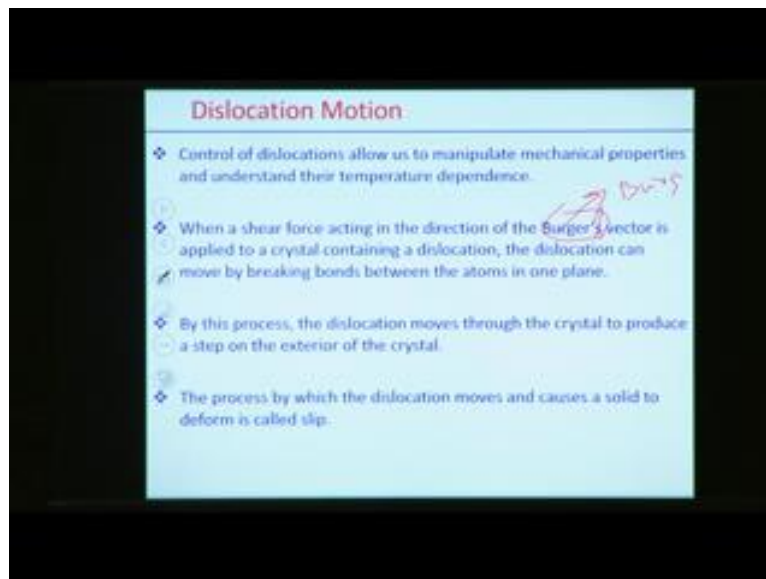 Dislocation Motion
❖ Control of dislocations allow us to manipulate mechanical properties
and understand their temperature dependence.
❖ When a shear force acting in the direction of the Burger's vector is
applied to a crystal containing a dislocation, the dislocation can
move by breaking bonds between the atoms in one plane.
❖ By this process, the dislocation moves through the crystal to produce
a step on the exterior of the crystal.
❖ The process by which the dislocation moves and causes a solid to
deform is called slip.